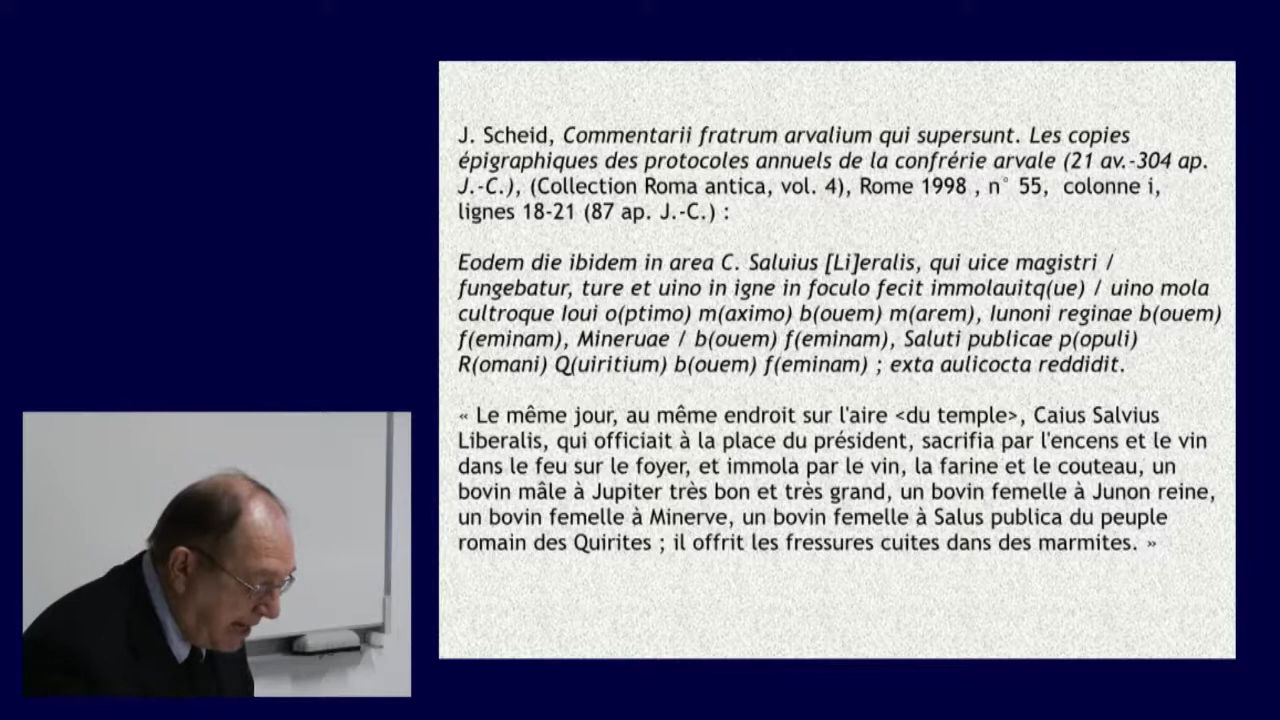 J. Scheid, Commentarii fratrum arvalium qui supersunt. Les copies
épigraphiques des protocoles annuels de la confrérie arvale (21 av.-304 ap.
J.-C.), (Collection Roma antica, vol. 4), Rome 1998 , n° 55, colonne i,
lignes 18-21 (87 ap. J.-C.) :
Eodem die ibidem in area C. Saluius [Li]eralis, qui uice magistri /
fungebatur, ture et uino in igne in foculo fecit immolauitq(ue) / uino mola
cultroque Ioui o(ptimo) m(aximo) b(ouem) m(arem), Iunoni reginae b(ouem)
f(eminam), Mineruae / b(ouem) f(eminam), Saluti publicae p(opuli)
R(omani) Q(uiritium) b(ouem) f(eminam) ; exta aulicocta reddidit.
« Le même jour, au même endroit sur l'aire <du temple>, Caius Salvius
Liberalis, qui officiait à la place du président, sacrifia par l'encens et le vin
dans le feu sur le foyer, et immola par le vin, la farine et le couteau, un
bovin mâle à Jupiter très bon et très grand, un bovin femelle à Junon reine,
un bovin femelle à Minerve, un bovin femelle à Salus publica du peuple
romain des Quirites ; il offrit les fressures cuites dans des marmites. »